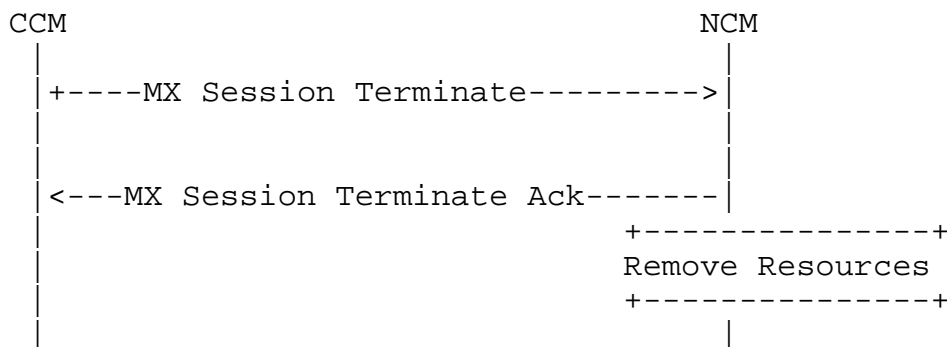 CCM NCM
| |
|+----MX Session Terminate--------->|
| |
| |
|<---MX Session Terminate Ack-------|
| +---------------+
| Remove Resources
| +---------------+
| |